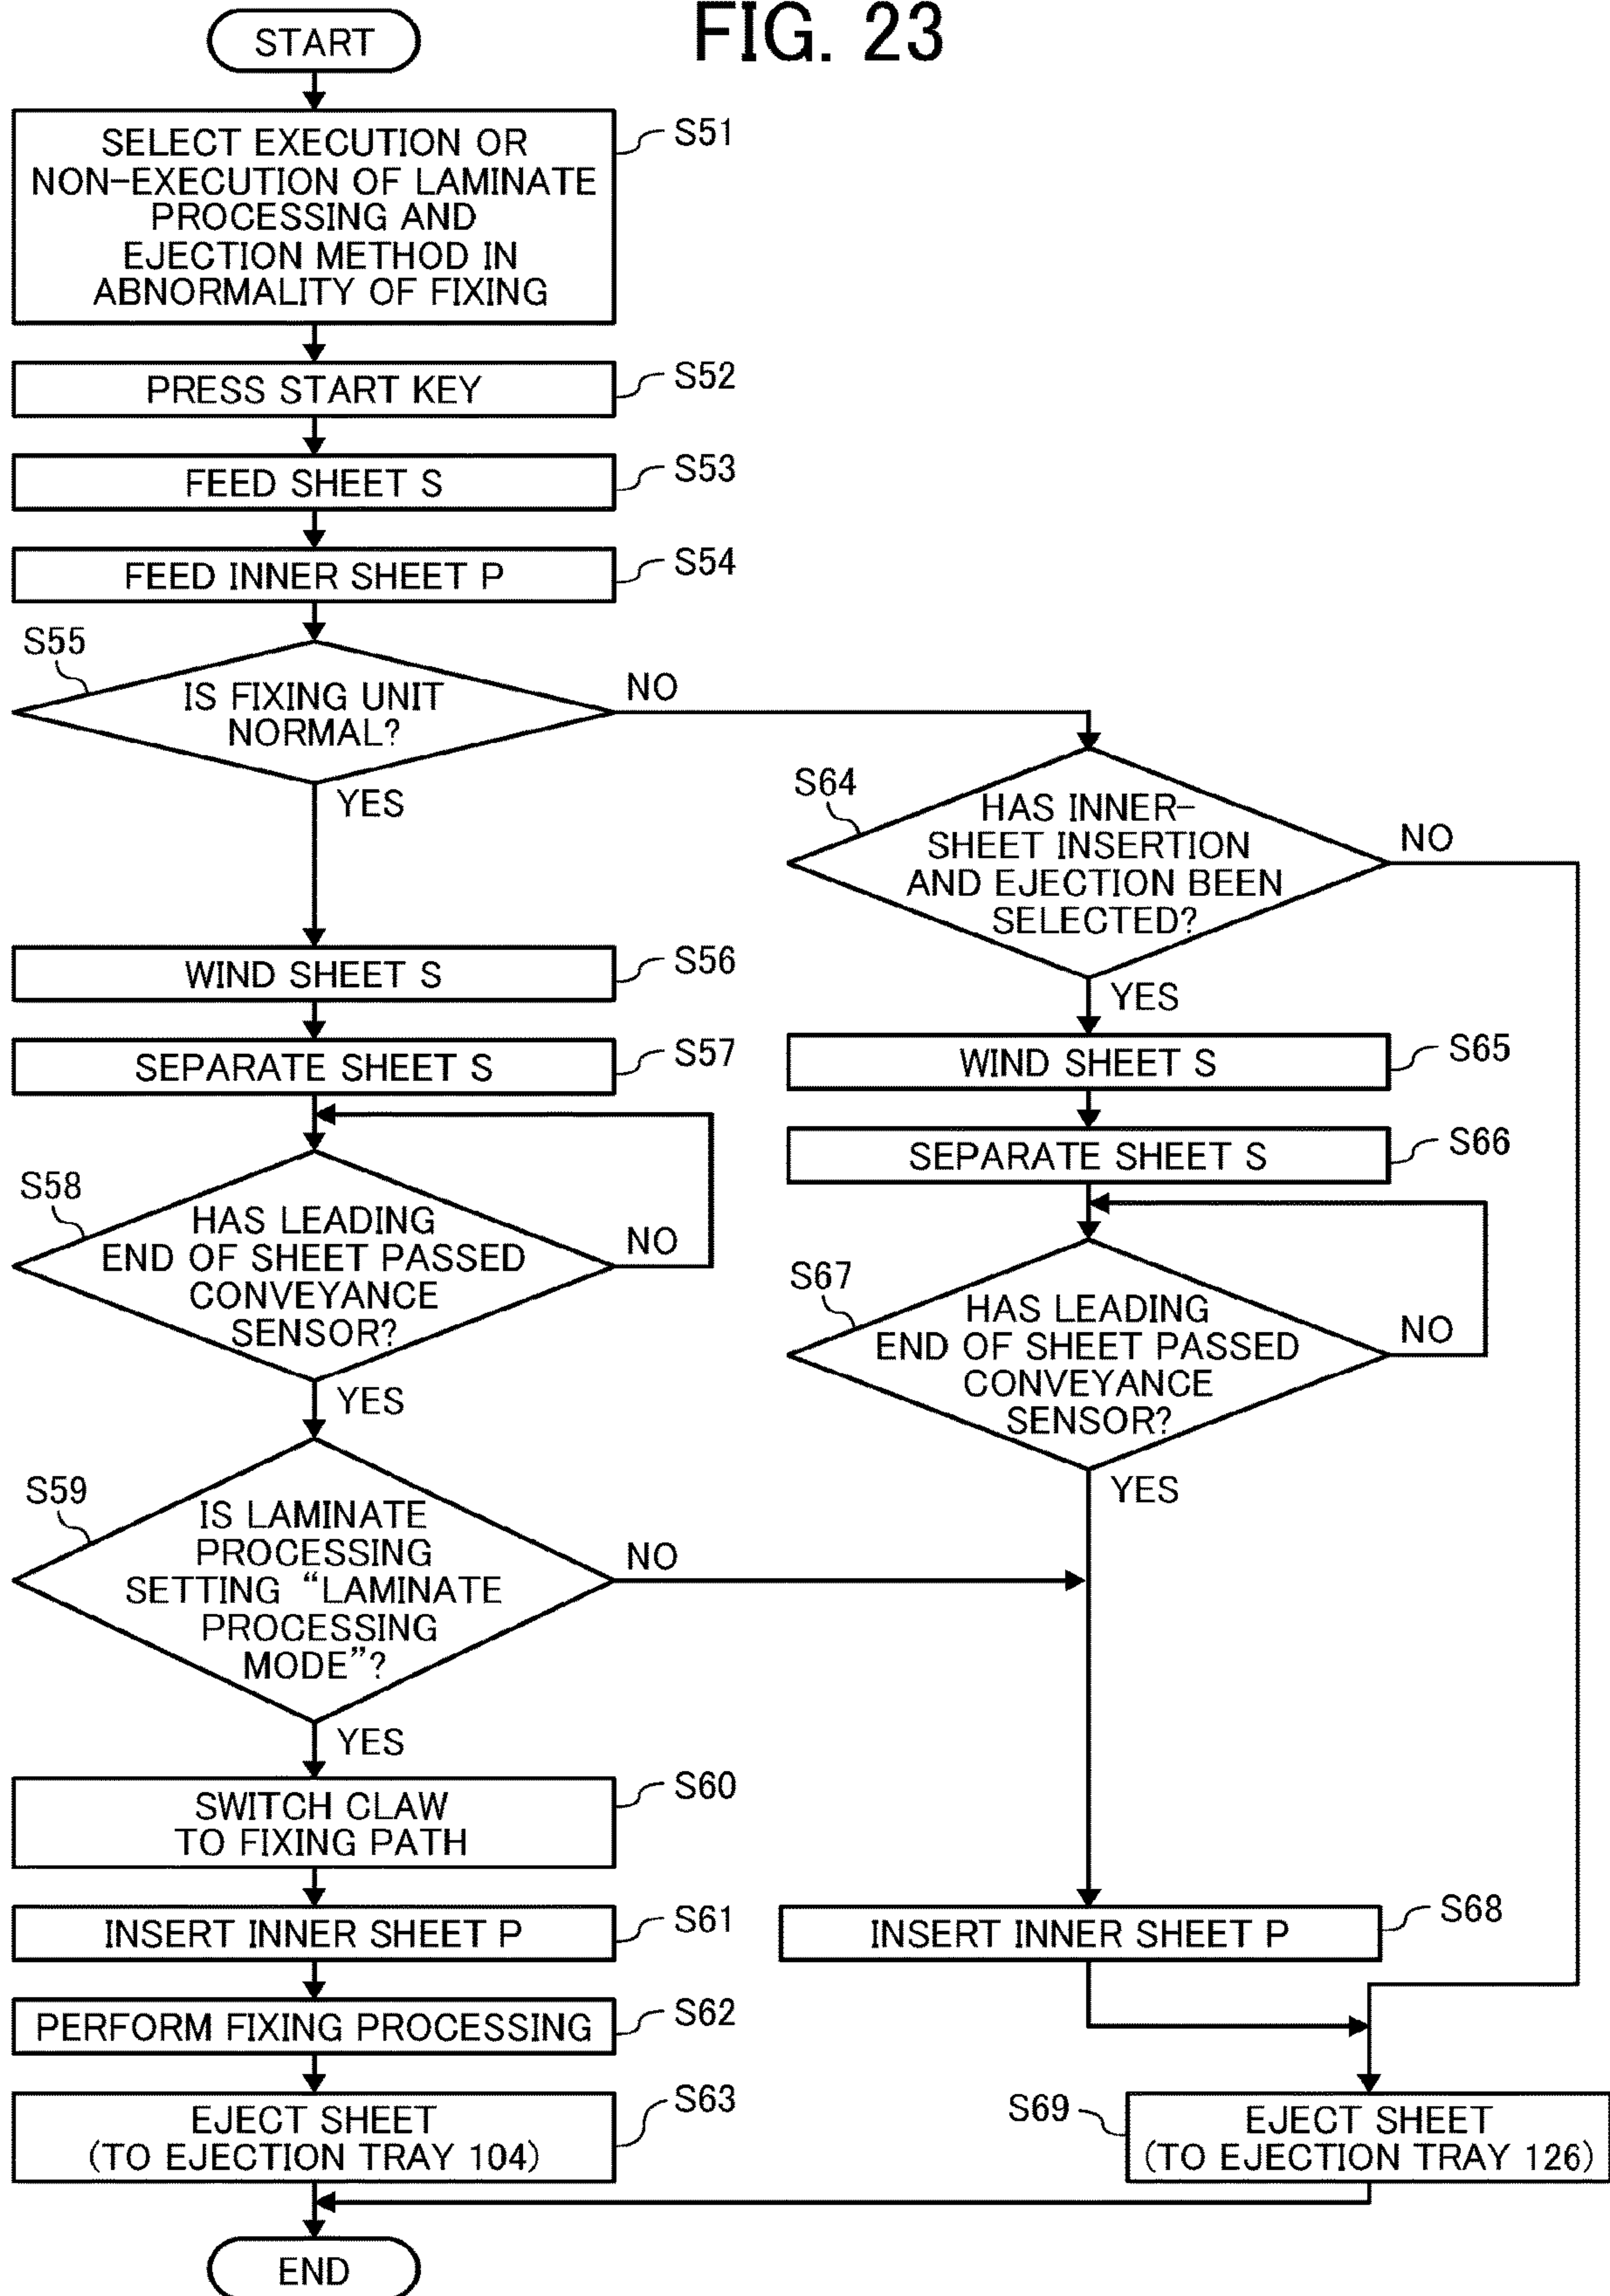 FIG. 23
START
SELECT EXECUTION OR
NON-EXECUTION OF LAMINATE
PROCESSING AND
EJECTION METHOD IN
ABNORMALITY OF FIXING
S51
PRESS START KEY
S52
FEED SHEET S
S53
FEED INNER SHEET P
S54
S55
IS FIXING UNIT
NORMAL?
NO
YES
S64
HAS INNER-
SHEET INSERTION
AND EJECTION BEEN
SELECTED?
NO
YES
WIND SHEET S
S56
SEPARATE SHEET S
S57
WIND SHEET S
S65
SEPARATE SHEET S
S66
S58
HAS LEADING
END OF SHEET PASSED
CONVEYANCE
SENSOR?
NO
YES
S67
HAS LEADING
END OF SHEET PASSED
CONVEYANCE
SENSOR?
NO
YES
S59
IS LAMINATE
PROCESSING
SETTING “LAMINATE
PROCESSING
MODE”?
NO
YES
SWITCH CLAW
TO FIXING PATH
S60
INSERT INNER SHEET P
S61
INSERT INNER SHEET P
S68
PERFORM FIXING PROCESSING
S62
EJECT SHEET
(TO EJECTION TRAY 104)
S63
S69
EJECT SHEET
(TO EJECTION TRAY 126)
END